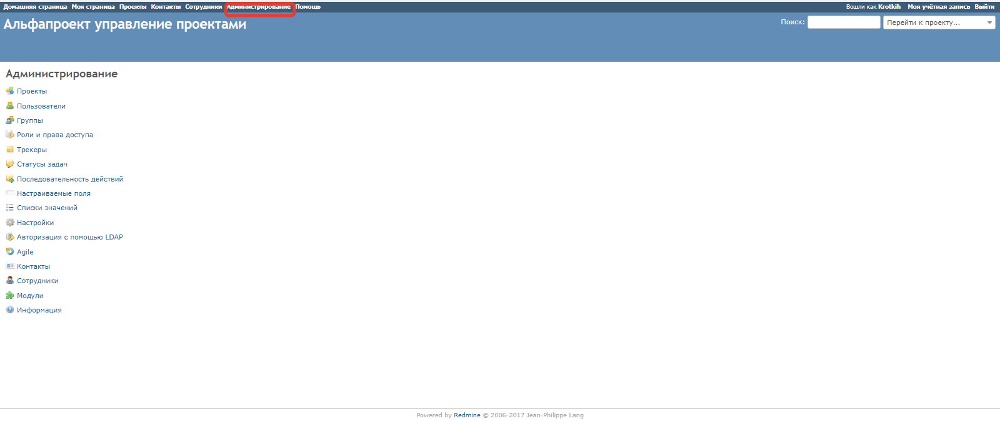 Домашняя страница Моя страница Проекты Контакты Сотрудники Администрирование Помощь Вошли как Krotkih Моя учётная запись Выйти
Альфапроект управление проектами Поиск: Перейти к проекту...
Администрирование
Проекты
Пользователи
Группы
Роли и права доступа
Трекеры
Статусы задач
Последовательность действий
Настраиваемые поля
Списки значений
Настройки
Авторизация с помощью LDAP
Agile
Контакты
Сотрудники
Модули
Информация
Powered by Redmine © 2006-2017 Jean-Philippe Lang